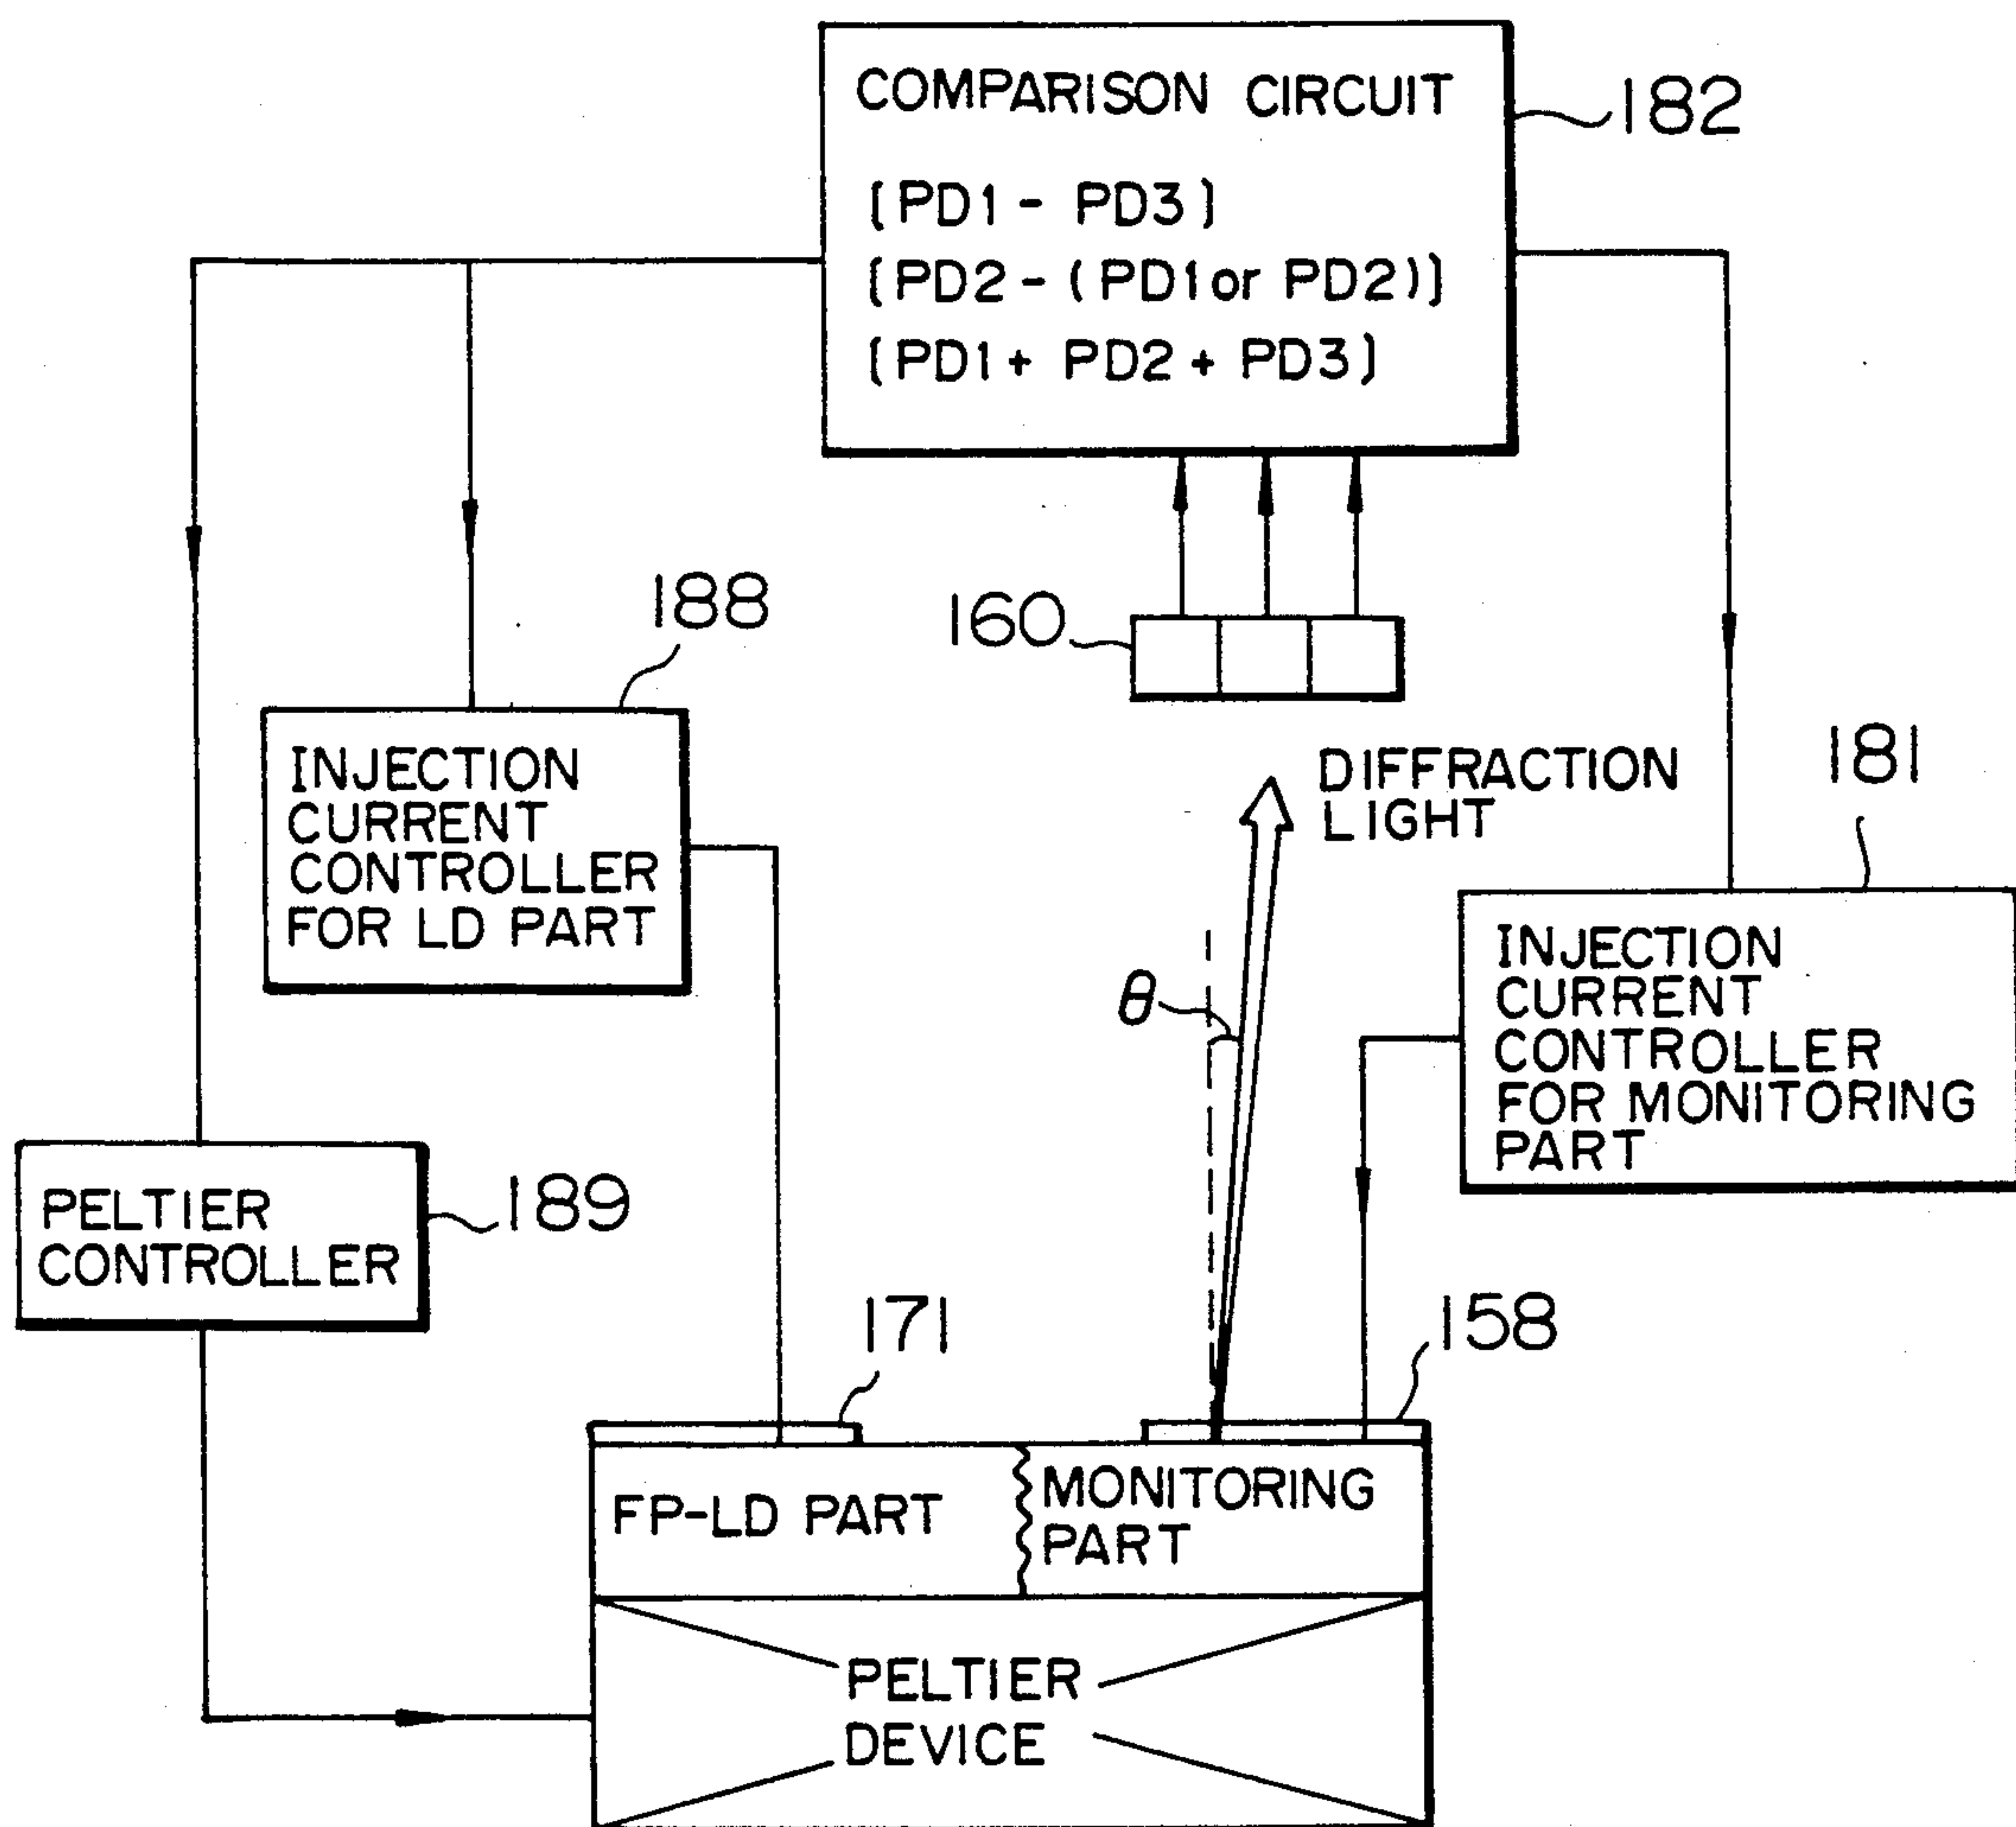 COMPARISON CIRCUIT
[PD1 - PD3]
[PD2 - (PD1 or PD2)]
[PD1 + PD2 + PD3]
182
188
160
INJECTION
CURRENT
CONTROLLER
FOR LD PART
DIFFRACTION
LIGHT
181
θ
INJECTION
CURRENT
CONTROLLER
FOR MONITORING
PART
PELTIER
CONTROLLER
189
171
158
FP-LD PART
MONITORING
PART
PELTIER
DEVICE